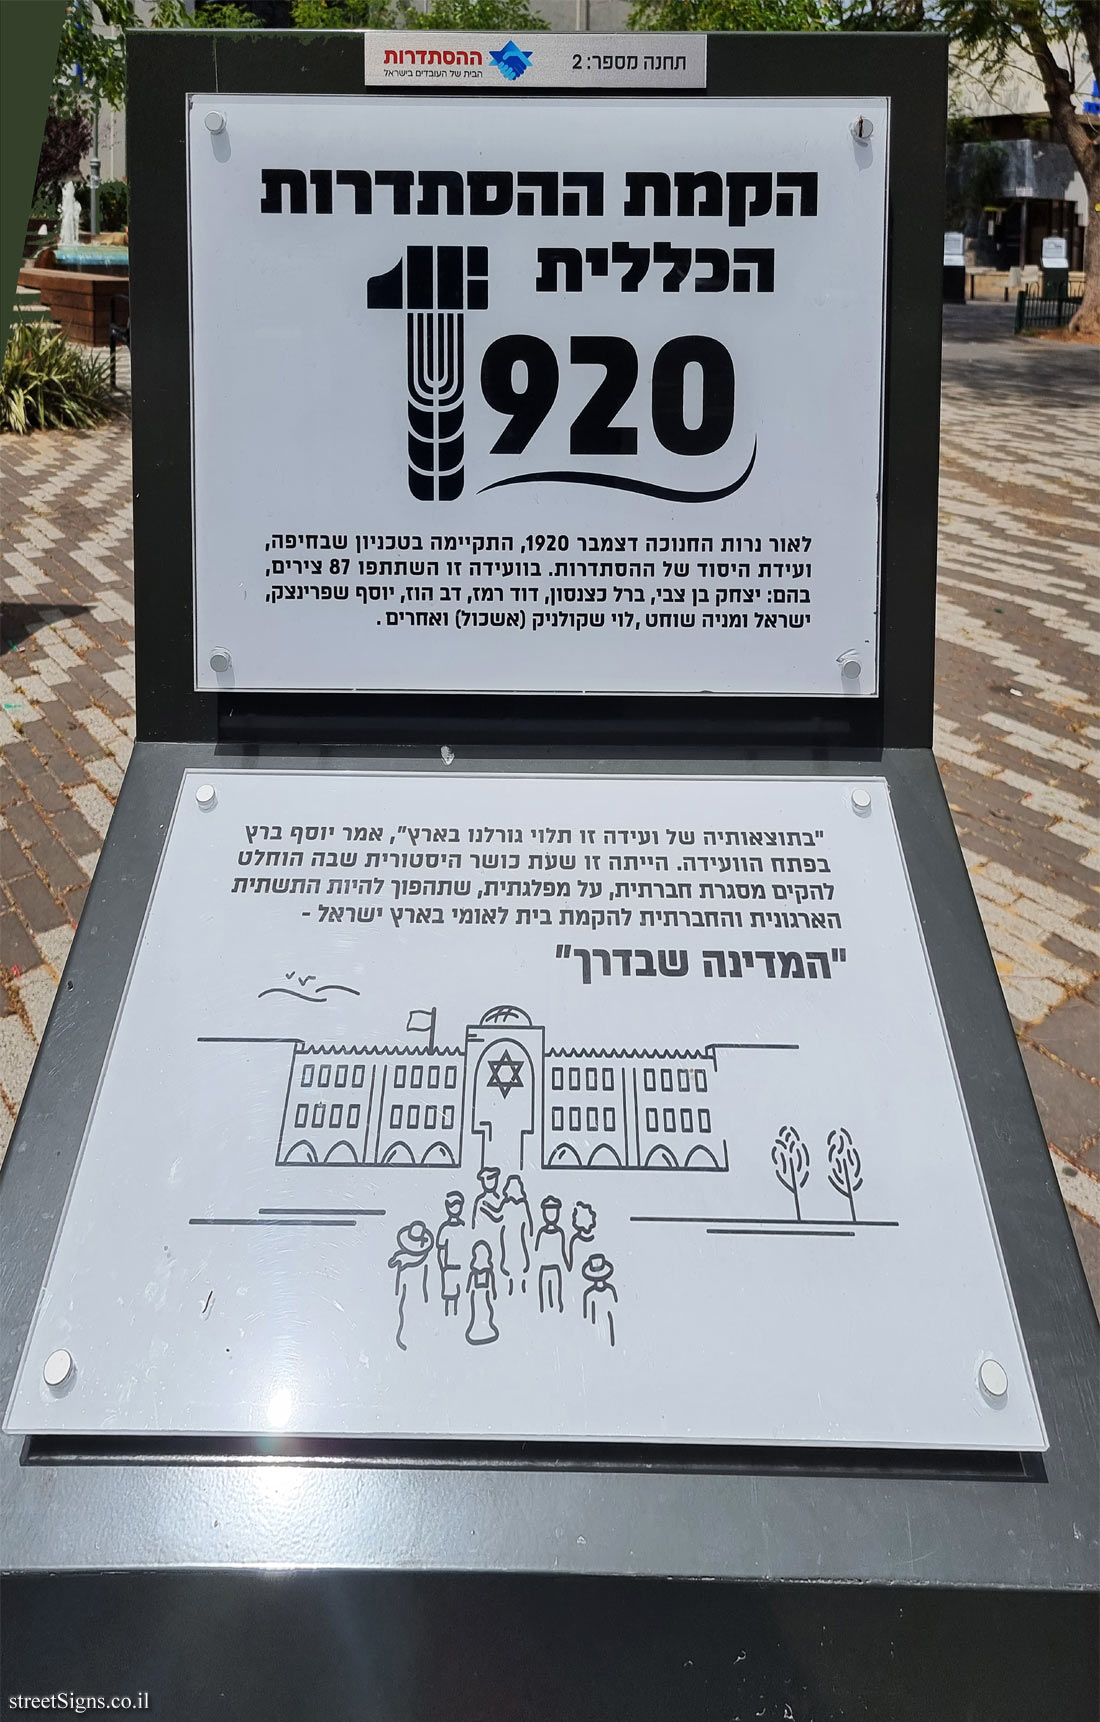 ההסתדרות
הבית של העובדים בישראל
תחנה מספר: 2
הקמת ההסתדרות
הכללית
1920
לאור נרות החנוכה דצמבר 1920, התקיימה בטכניון שבחיפה,
ועידת היסוד של ההסתדרות. בוועידה זו השתתפו 87 צירים,
בהם: יצחק בן צבי, ברל כצנסון, דוד רמז, דב הוז, יוסף שפרינצק,
ישראל ומניה שוחט ,לוי שקולניק (אשכול) ואחרים .
"בתוצאותיה של ועידה זו תלוי גורלנו בארץ", אמר יוסף ברץ
בפתח הוועידה. הייתה זו שעת כושר היסטורית שבה הוחלט
להקים מסגרת חברתית, על מפלגתית, שתהפוך להיות התשתית
הארגונית והחברתית להקמת בית לאומי בארץ ישראל -
"המדינה שבדרך"
streetSigns.co.il